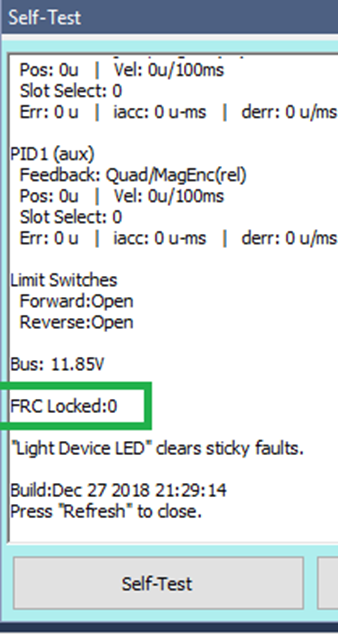 Self-Test
Pos: 0u | Vel: 0u/100ms
Slot Select: 0
Err: 0 u | iacc: 0 u-ms | derr: 0 u/ms
PID1 (aux)
Feedback: Quad/MagEnc(rel)
Pos: 0u | Vel: 0u/100ms
Slot Select: 0
Err: 0 u | iacc: 0 u-ms | derr: 0 u/ms
Limit Switches
Forward:Open
Reverse:Open
Bus: 11.85V
FRC Locked:0
"Light Device LED" clears sticky faults.
Build:Dec 27 2018 21:29:14
Press "Refresh" to close.
Self-Test